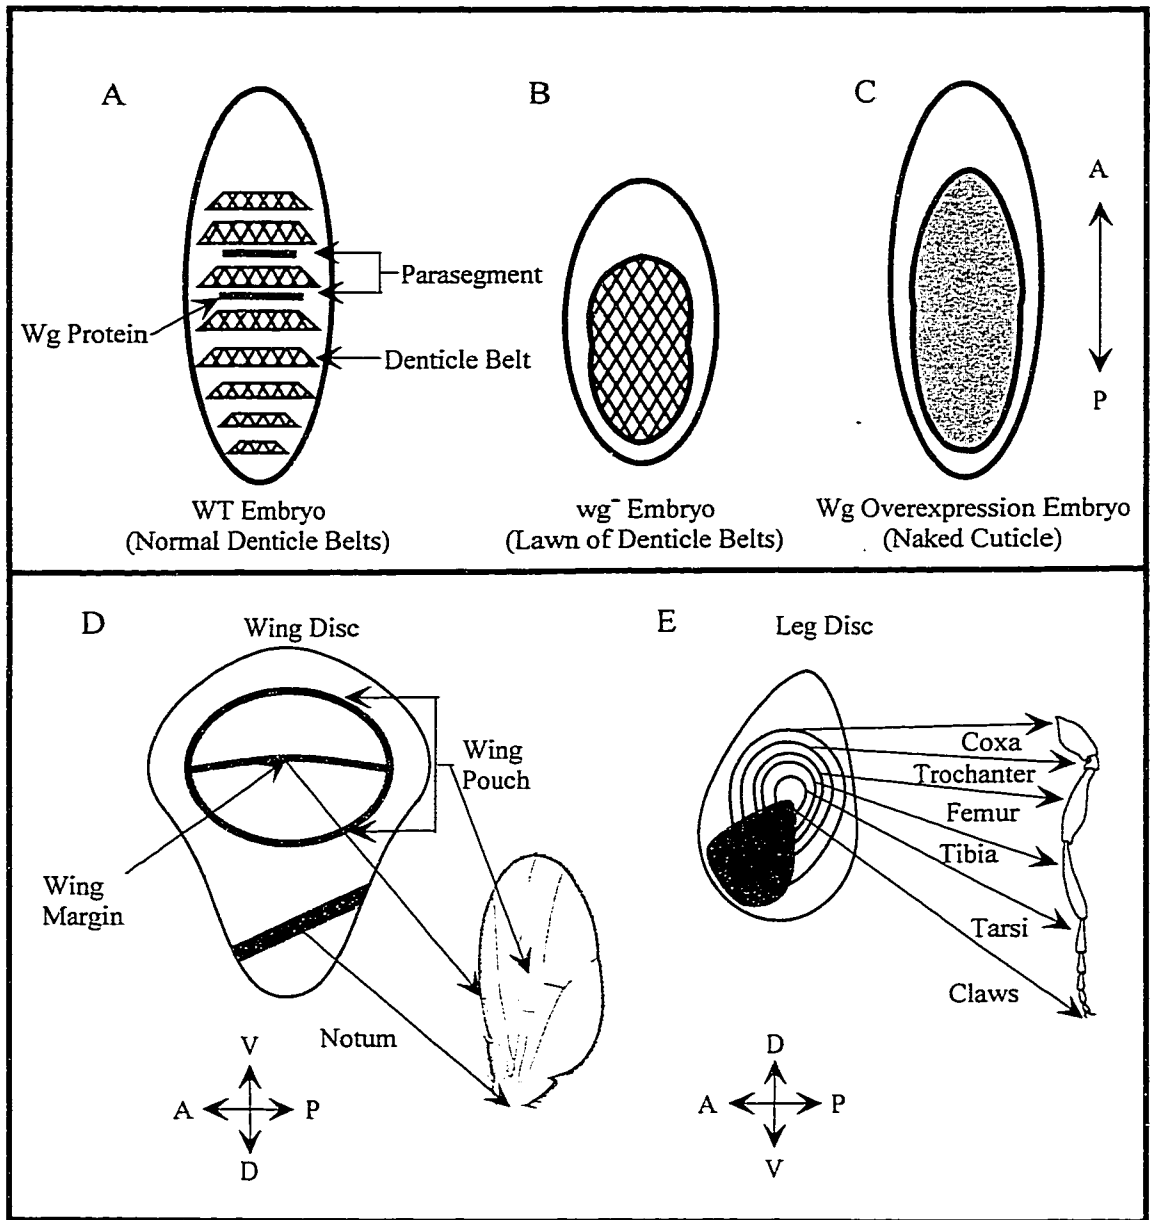 A
B
C
A
P
Parasegment
Wg Protein
Denticle Belt
WT Embryo
(Normal Denticle Belts)
wg⁻ Embryo
(Lawn of Denticle Belts)
Wg Overexpression Embryo
(Naked Cuticle)
D
Wing Disc
Wing
Pouch
Wing
Margin
Notum
V
A
P
D
E
Leg Disc
Coxa
Trochanter
Femur
Tibia
Tarsi
Claws
D
A
P
V